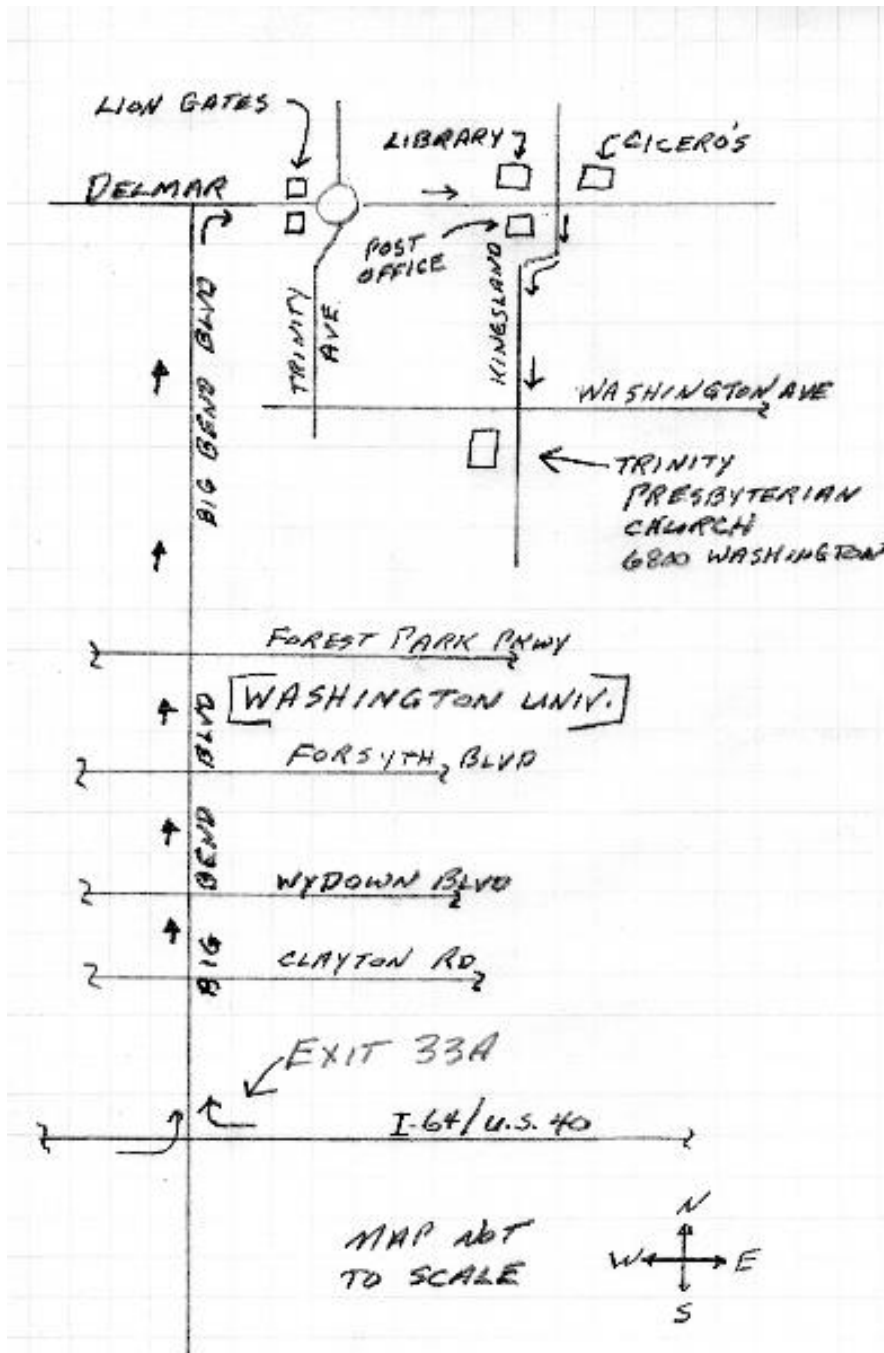 LION GATES
LIBRARY
CICERO'S
DELMAR
POST
OFFICE
KINGSLAND
TRINITY
AVE
BIG BEND BLVD
WASHINGTON AVE
TRINITY
PRESBYTERIAN
CHURCH
6800 WASHINGTON
FOREST PARK PKWY
[WASHINGTON UNIV.]
FORSYTH BLVD
BIG BEND BLVD
WYDOWN BLVD
CLAYTON RD
EXIT 33A
I-64/U.S. 40
MAP NOT
TO SCALE
N
W E
S